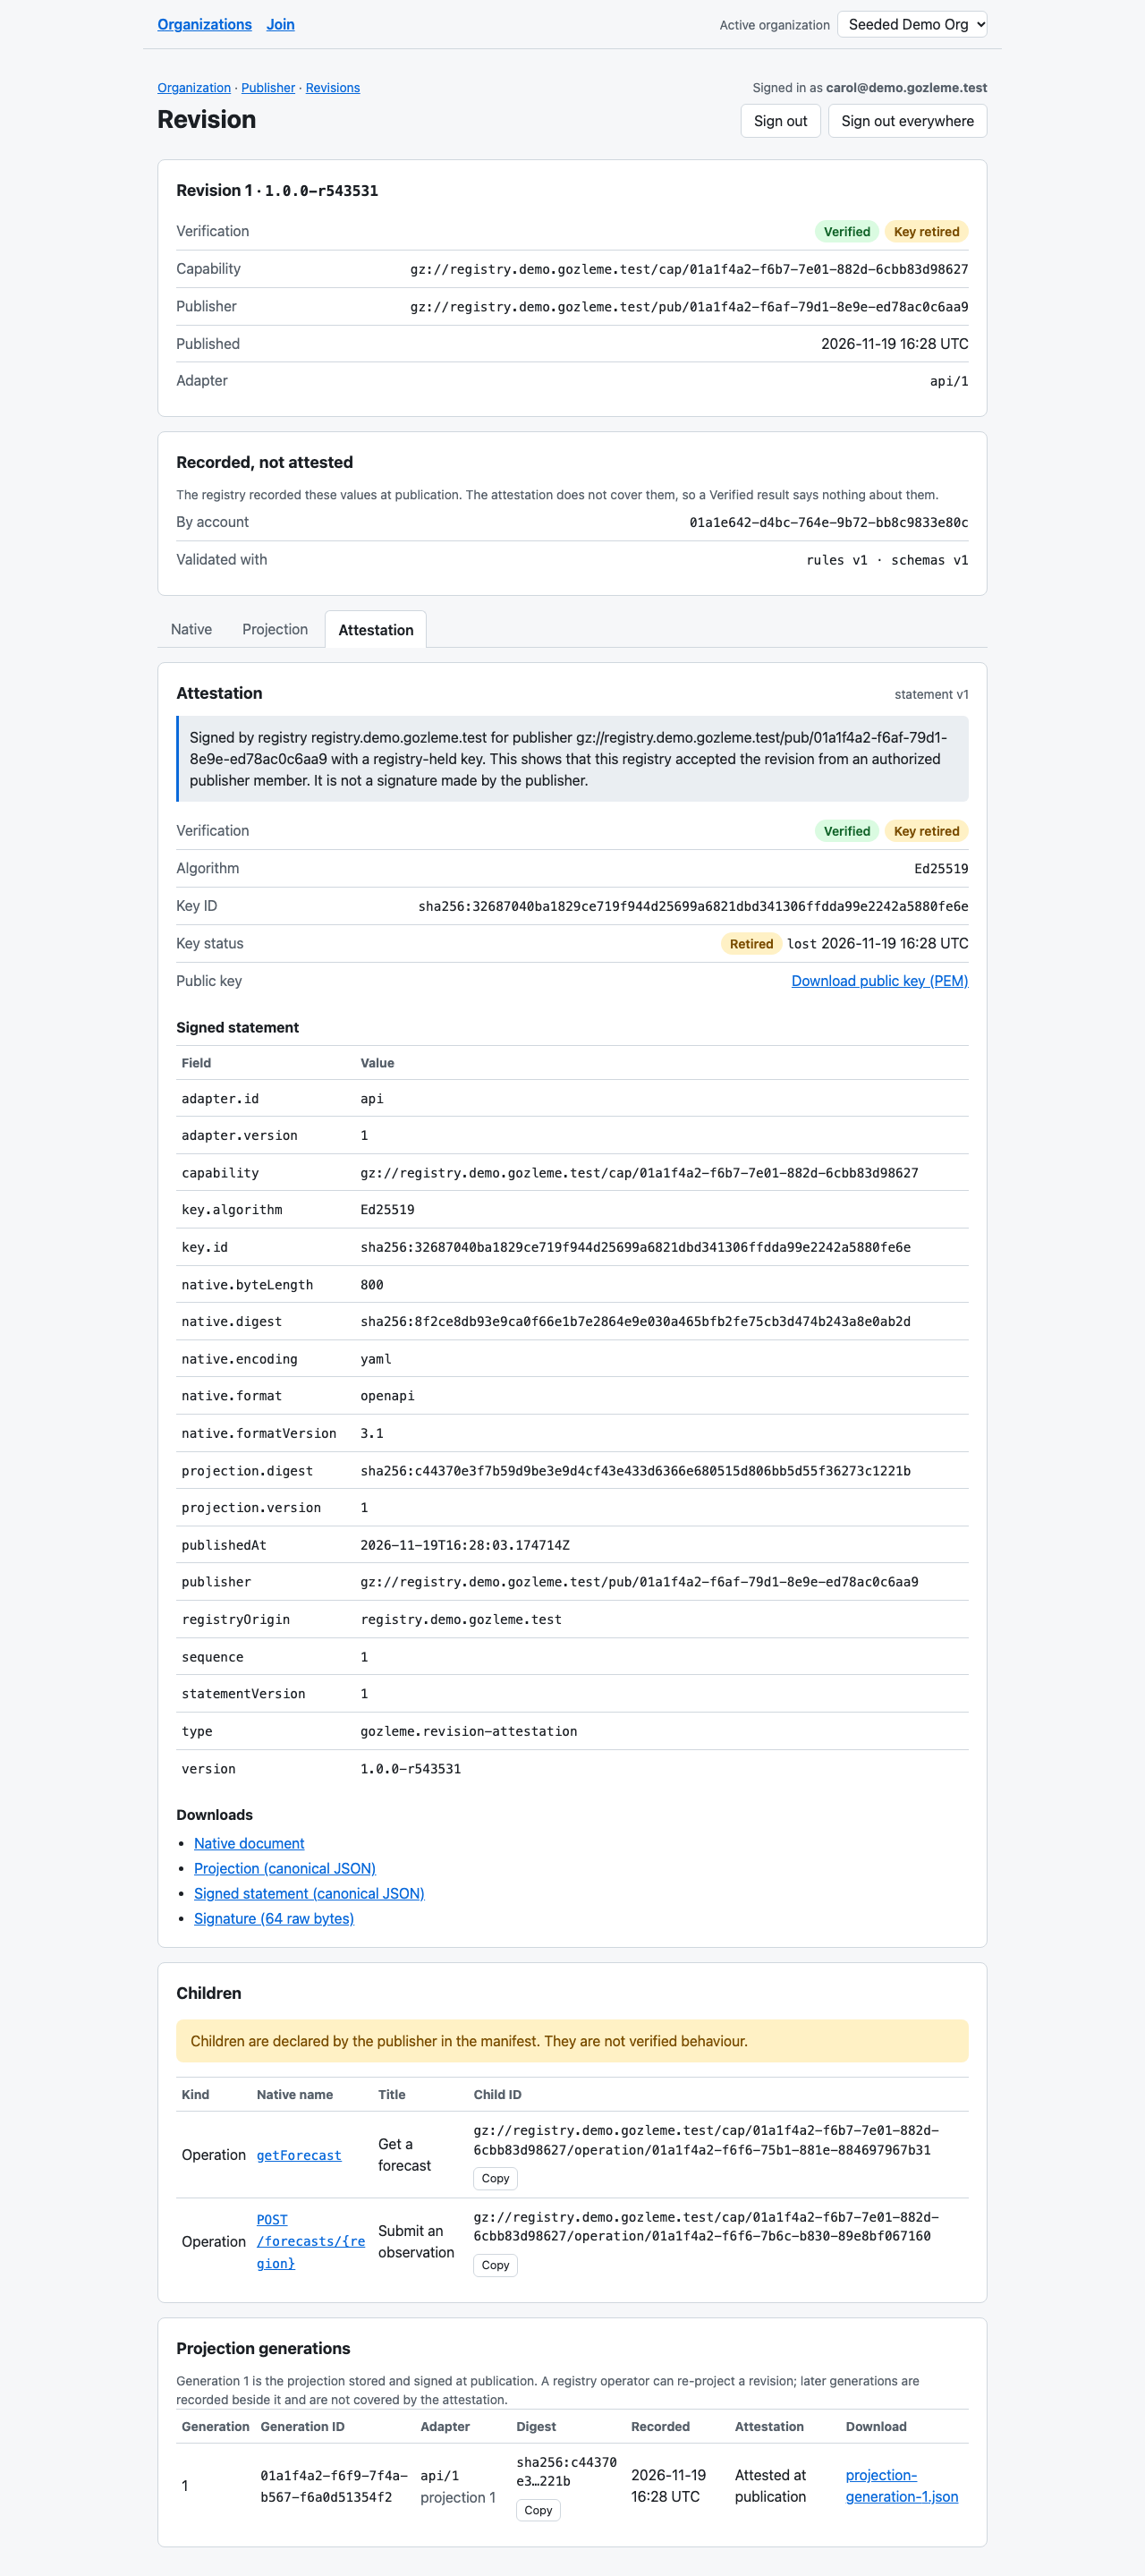 Organizations Join Active organization Seeded Demo Org
Organization · Publisher · Revisions Signed in as carol@demo.gozleme.test
Revision Sign out Sign out everywhere
Revision 1 · 1.0.0-r543531
Verification Verified Key retired
Capability gz://registry.demo.gozleme.test/cap/01a1f4a2-f6b7-7e01-882d-6cbb83d98627
Publisher gz://registry.demo.gozleme.test/pub/01a1f4a2-f6af-79d1-8e9e-ed78ac0c6aa9
Published 2026-11-19 16:28 UTC
Adapter api/1
Recorded, not attested
The registry recorded these values at publication. The attestation does not cover them, so a Verified result says nothing about them.
By account 01a1e642-d4bc-764e-9b72-bb8c9833e80c
Validated with rules v1 · schemas v1
Native Projection Attestation
Attestation statement v1
Signed by registry registry.demo.gozleme.test for publisher gz://registry.demo.gozleme.test/pub/01a1f4a2-f6af-79d1-
8e9e-ed78ac0c6aa9 with a registry-held key. This shows that this registry accepted the revision from an authorized
publisher member. It is not a signature made by the publisher.
Verification Verified Key retired
Algorithm Ed25519
Key ID sha256:32687040ba1829ce719f944d25699a6821dbd341306ffdda99e2242a5880fe6e
Key status Retired lost 2026-11-19 16:28 UTC
Public key Download public key (PEM)
Signed statement
Field Value
adapter.id api
adapter.version 1
capability gz://registry.demo.gozleme.test/cap/01a1f4a2-f6b7-7e01-882d-6cbb83d98627
key.algorithm Ed25519
key.id sha256:32687040ba1829ce719f944d25699a6821dbd341306ffdda99e2242a5880fe6e
native.byteLength 800
native.digest sha256:8f2ce8db93e9ca0f66e1b7e2864e9e030a465bfb2fe75cb3d474b243a8e0ab2d
native.encoding yaml
native.format openapi
native.formatVersion 3.1
projection.digest sha256:c44370e3f7b59d9be3e9d4cf43e433d6366e680515d806bb5d55f36273c1221b
projection.version 1
publishedAt 2026-11-19T16:28:03.174714Z
publisher gz://registry.demo.gozleme.test/pub/01a1f4a2-f6af-79d1-8e9e-ed78ac0c6aa9
registryOrigin registry.demo.gozleme.test
sequence 1
statementVersion 1
type gozleme.revision-attestation
version 1.0.0-r543531
Downloads
• Native document
• Projection (canonical JSON)
• Signed statement (canonical JSON)
• Signature (64 raw bytes)
Children
Children are declared by the publisher in the manifest. They are not verified behaviour.
Kind Native name Title Child ID
Operation getForecast Get a forecast gz://registry.demo.gozleme.test/cap/01a1f4a2-f6b7-7e01-882d-
6cbb83d98627/operation/01a1f4a2-f6f6-75b1-881e-884697967b31
Copy
Operation POST /forecasts/{region} Submit an observation gz://registry.demo.gozleme.test/cap/01a1f4a2-f6b7-7e01-882d-
6cbb83d98627/operation/01a1f4a2-f6f6-7b6c-b830-89e8bf067160
Copy
Projection generations
Generation 1 is the projection stored and signed at publication. A registry operator can re-project a revision; later generations are
recorded beside it and are not covered by the attestation.
Generation Generation ID Adapter Digest Recorded Attestation Download
1 01a1f4a2-f6f9-7f4a- api/1 sha256:c44370 2026-11-19 Attested at projection-
b567-f6a0d51354f2 projection 1 e3…221b 16:28 UTC publication generation-1.json
Copy